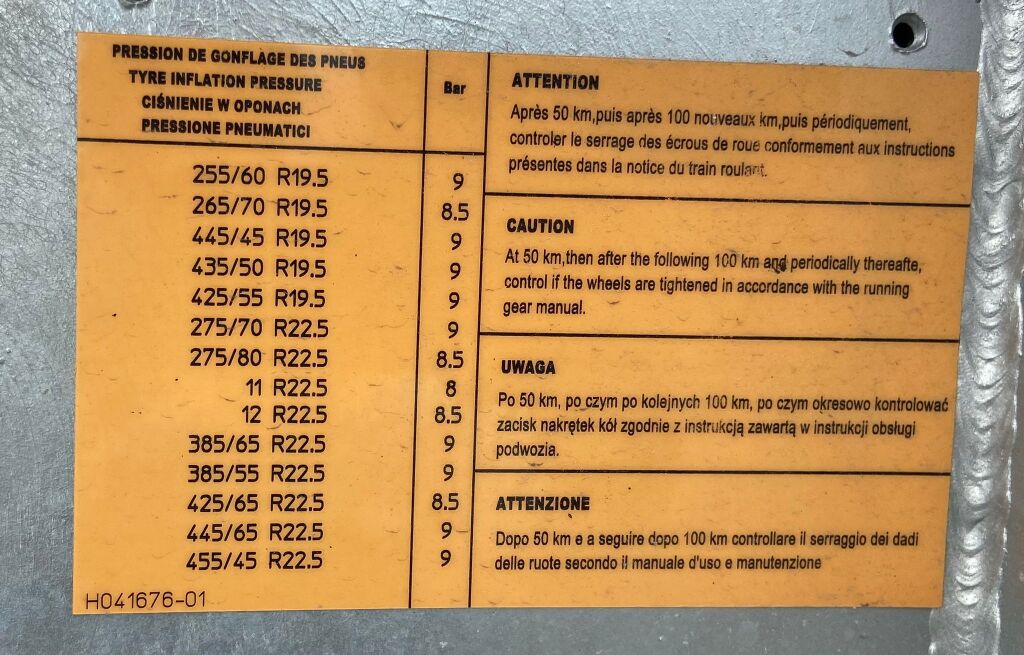 PRESSION DE GONFLAGE DES PNEUS
TYRE INFLATION PRESSURE
CIŚNIENIE W OPONACH
PRESSIONE PNEUMATICI
Bar
255/60 R19.5 9
265/70 R19.5 8.5
445/45 R19.5 9
435/50 R19.5 9
425/55 R19.5 9
275/70 R22.5 9
275/80 R22.5 8.5
11 R22.5 8
12 R22.5 8.5
385/65 R22.5 9
385/55 R22.5 9
425/65 R22.5 8.5
445/65 R22.5 9
455/45 R22.5 9
H041676-01
ATTENTION
Après 50 km,puis après 100 nouveaux km,puis périodiquement,
controler le serrage des écrous de roue conformement aux instructions
présentes dans la notice du train roulant.
CAUTION
At 50 km,then after the following 100 km and periodically thereafte,
control if the wheels are tightened in accordance with the running
gear manual.
UWAGA
Po 50 km, po czym po kolejnych 100 km, po czym okresowo kontrolować
zacisk nakrętek kół zgodnie z instrukcją zawartą w instrukcji obsługi
podwozia.
ATTENZIONE
Dopo 50 km e a seguire dopo 100 km controllare il serraggio dei dadi
delle ruote secondo il manuale d'uso e manutenzione